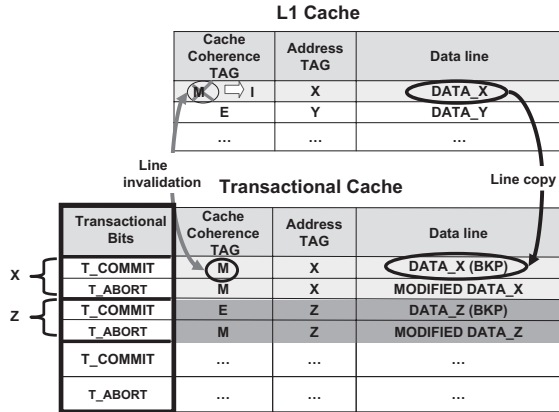 L1 Cache
Cache Coherence TAG Address TAG Data line
M I X DATA_X
E Y DATA_Y
... ... ...
Line invalidation
Line copy
Transactional Cache
Transactional Bits Cache Coherence TAG Address TAG Data line
X
T_COMMIT M X DATA_X (BKP)
T_ABORT M X MODIFIED DATA_X
Z
T_COMMIT E Z DATA_Z (BKP)
T_ABORT M Z MODIFIED DATA_Z
T_COMMIT ... ... ...
T_ABORT ... ... ...